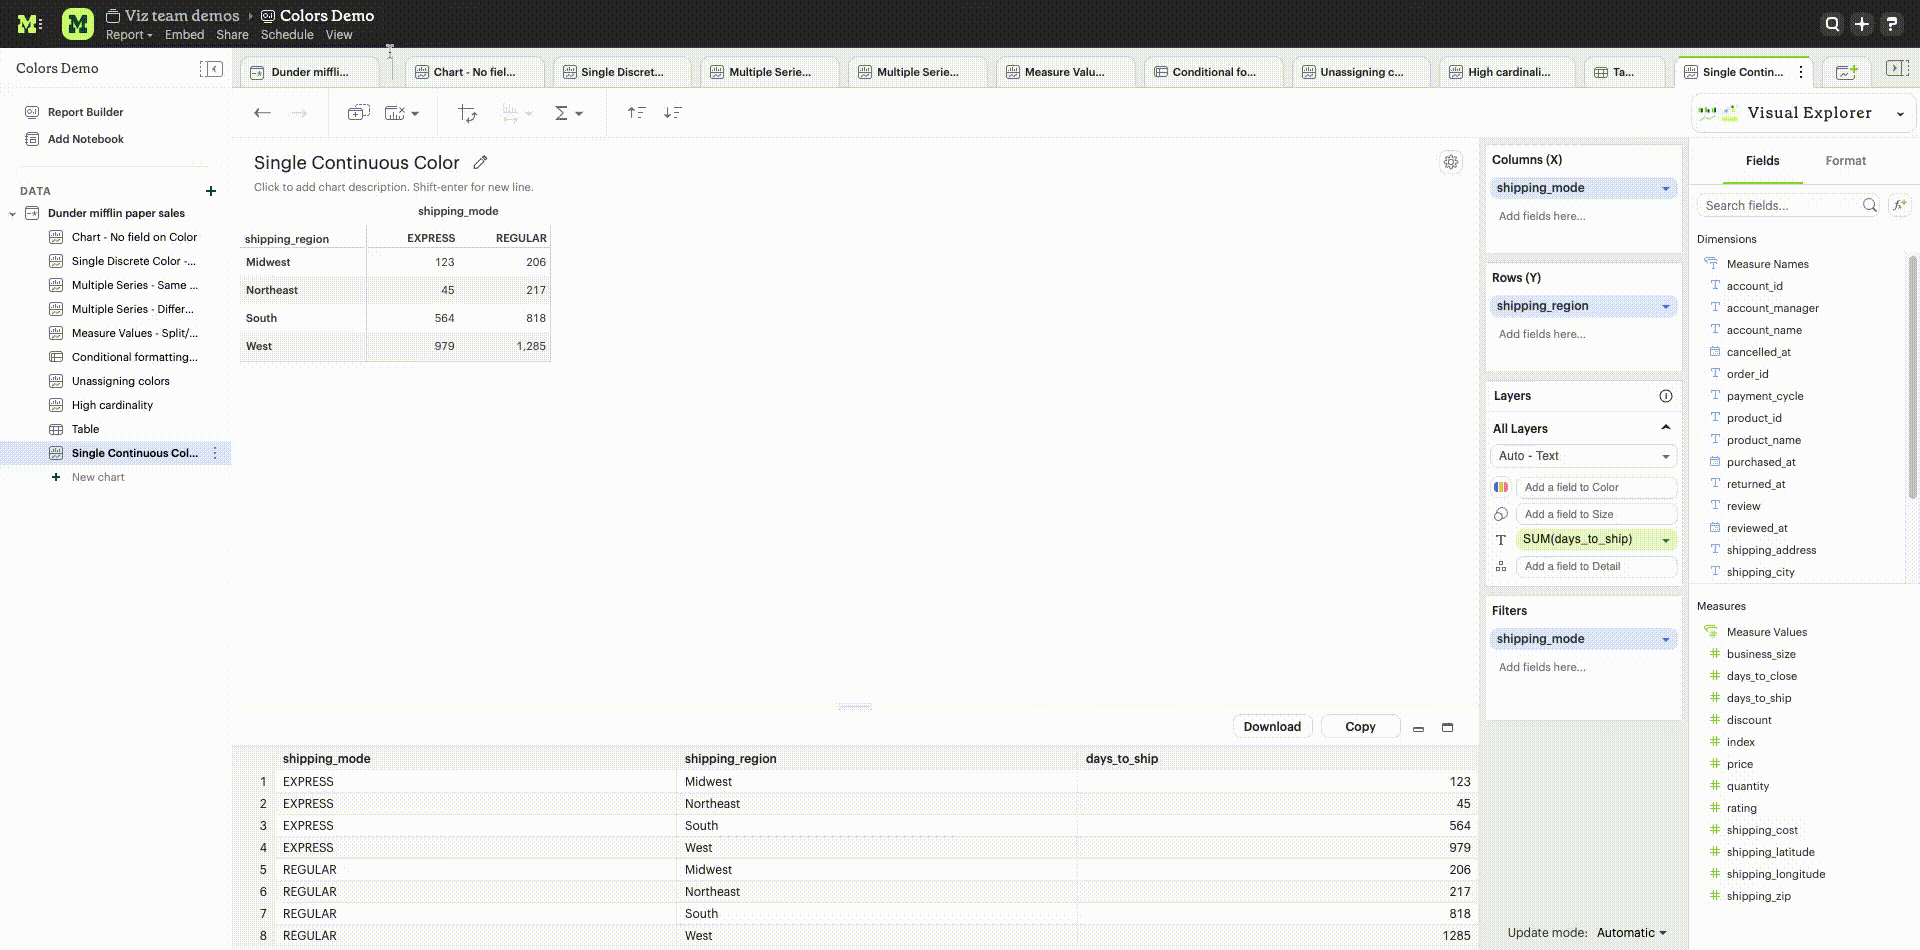 Viz team demos › Colors Demo
Report Embed Share Schedule View
Colors Demo
Report Builder
Add Notebook
DATA
Dunder mifflin paper sales
Chart - No field on Color
Single Discrete Color -...
Multiple Series - Same ...
Multiple Series - Differ...
Measure Values - Split/...
Conditional formatting...
Unassigning colors
High cardinality
Table
Single Continuous Col...
New chart
Dunder miffli... Chart - No fiel... Single Discret... Multiple Serie... Multiple Serie... Measure Valu... Conditional fo... Unassigning c... High cardinali... Ta... Single Contin...
Single Continuous Color
Click to add chart description. Shift-enter for new line.
shipping_mode
shipping_region EXPRESS REGULAR
Midwest 123 206
Northeast 45 217
South 564 818
West 979 1,285
Download Copy
shipping_mode shipping_region days_to_ship
1 EXPRESS Midwest 123
2 EXPRESS Northeast 45
3 EXPRESS South 564
4 EXPRESS West 979
5 REGULAR Midwest 206
6 REGULAR Northeast 217
7 REGULAR South 818
8 REGULAR West 1285
Columns (X)
shipping_mode
Add fields here...
Rows (Y)
shipping_region
Add fields here...
Layers
All Layers
Auto - Text
Add a field to Color
Add a field to Size
T SUM(days_to_ship)
Add a field to Detail
Filters
shipping_mode
Add fields here...
Update mode: Automatic
Visual Explorer
Fields Format
Search fields...
Dimensions
Measure Names
account_id
account_manager
account_name
cancelled_at
order_id
payment_cycle
product_id
product_name
purchased_at
returned_at
review
reviewed_at
shipping_address
shipping_city
Measures
Measure Values
business_size
days_to_close
days_to_ship
discount
index
price
quantity
rating
shipping_cost
shipping_latitude
shipping_longitude
shipping_zip